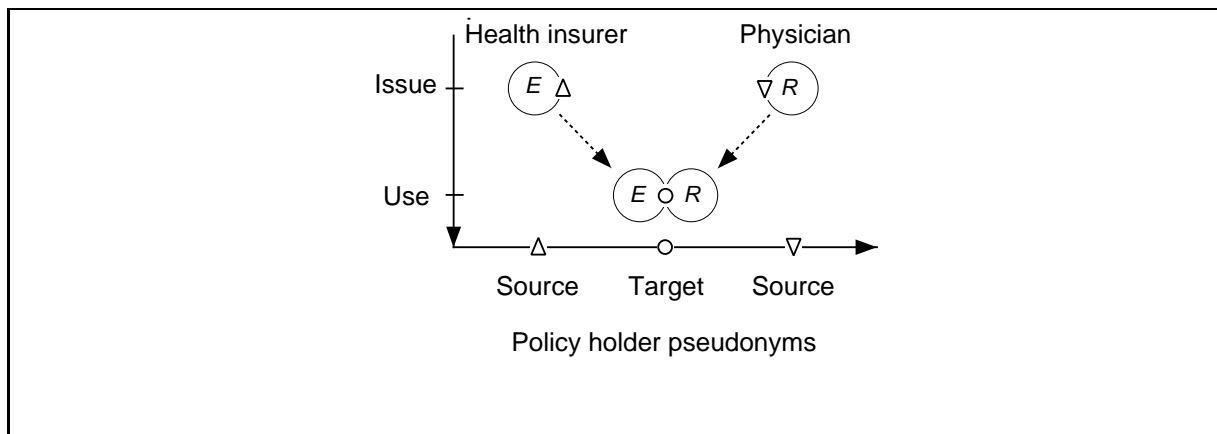 Health insurer Physician
Issue E R
Use E R
Source Target Source
Policy holder pseudonyms